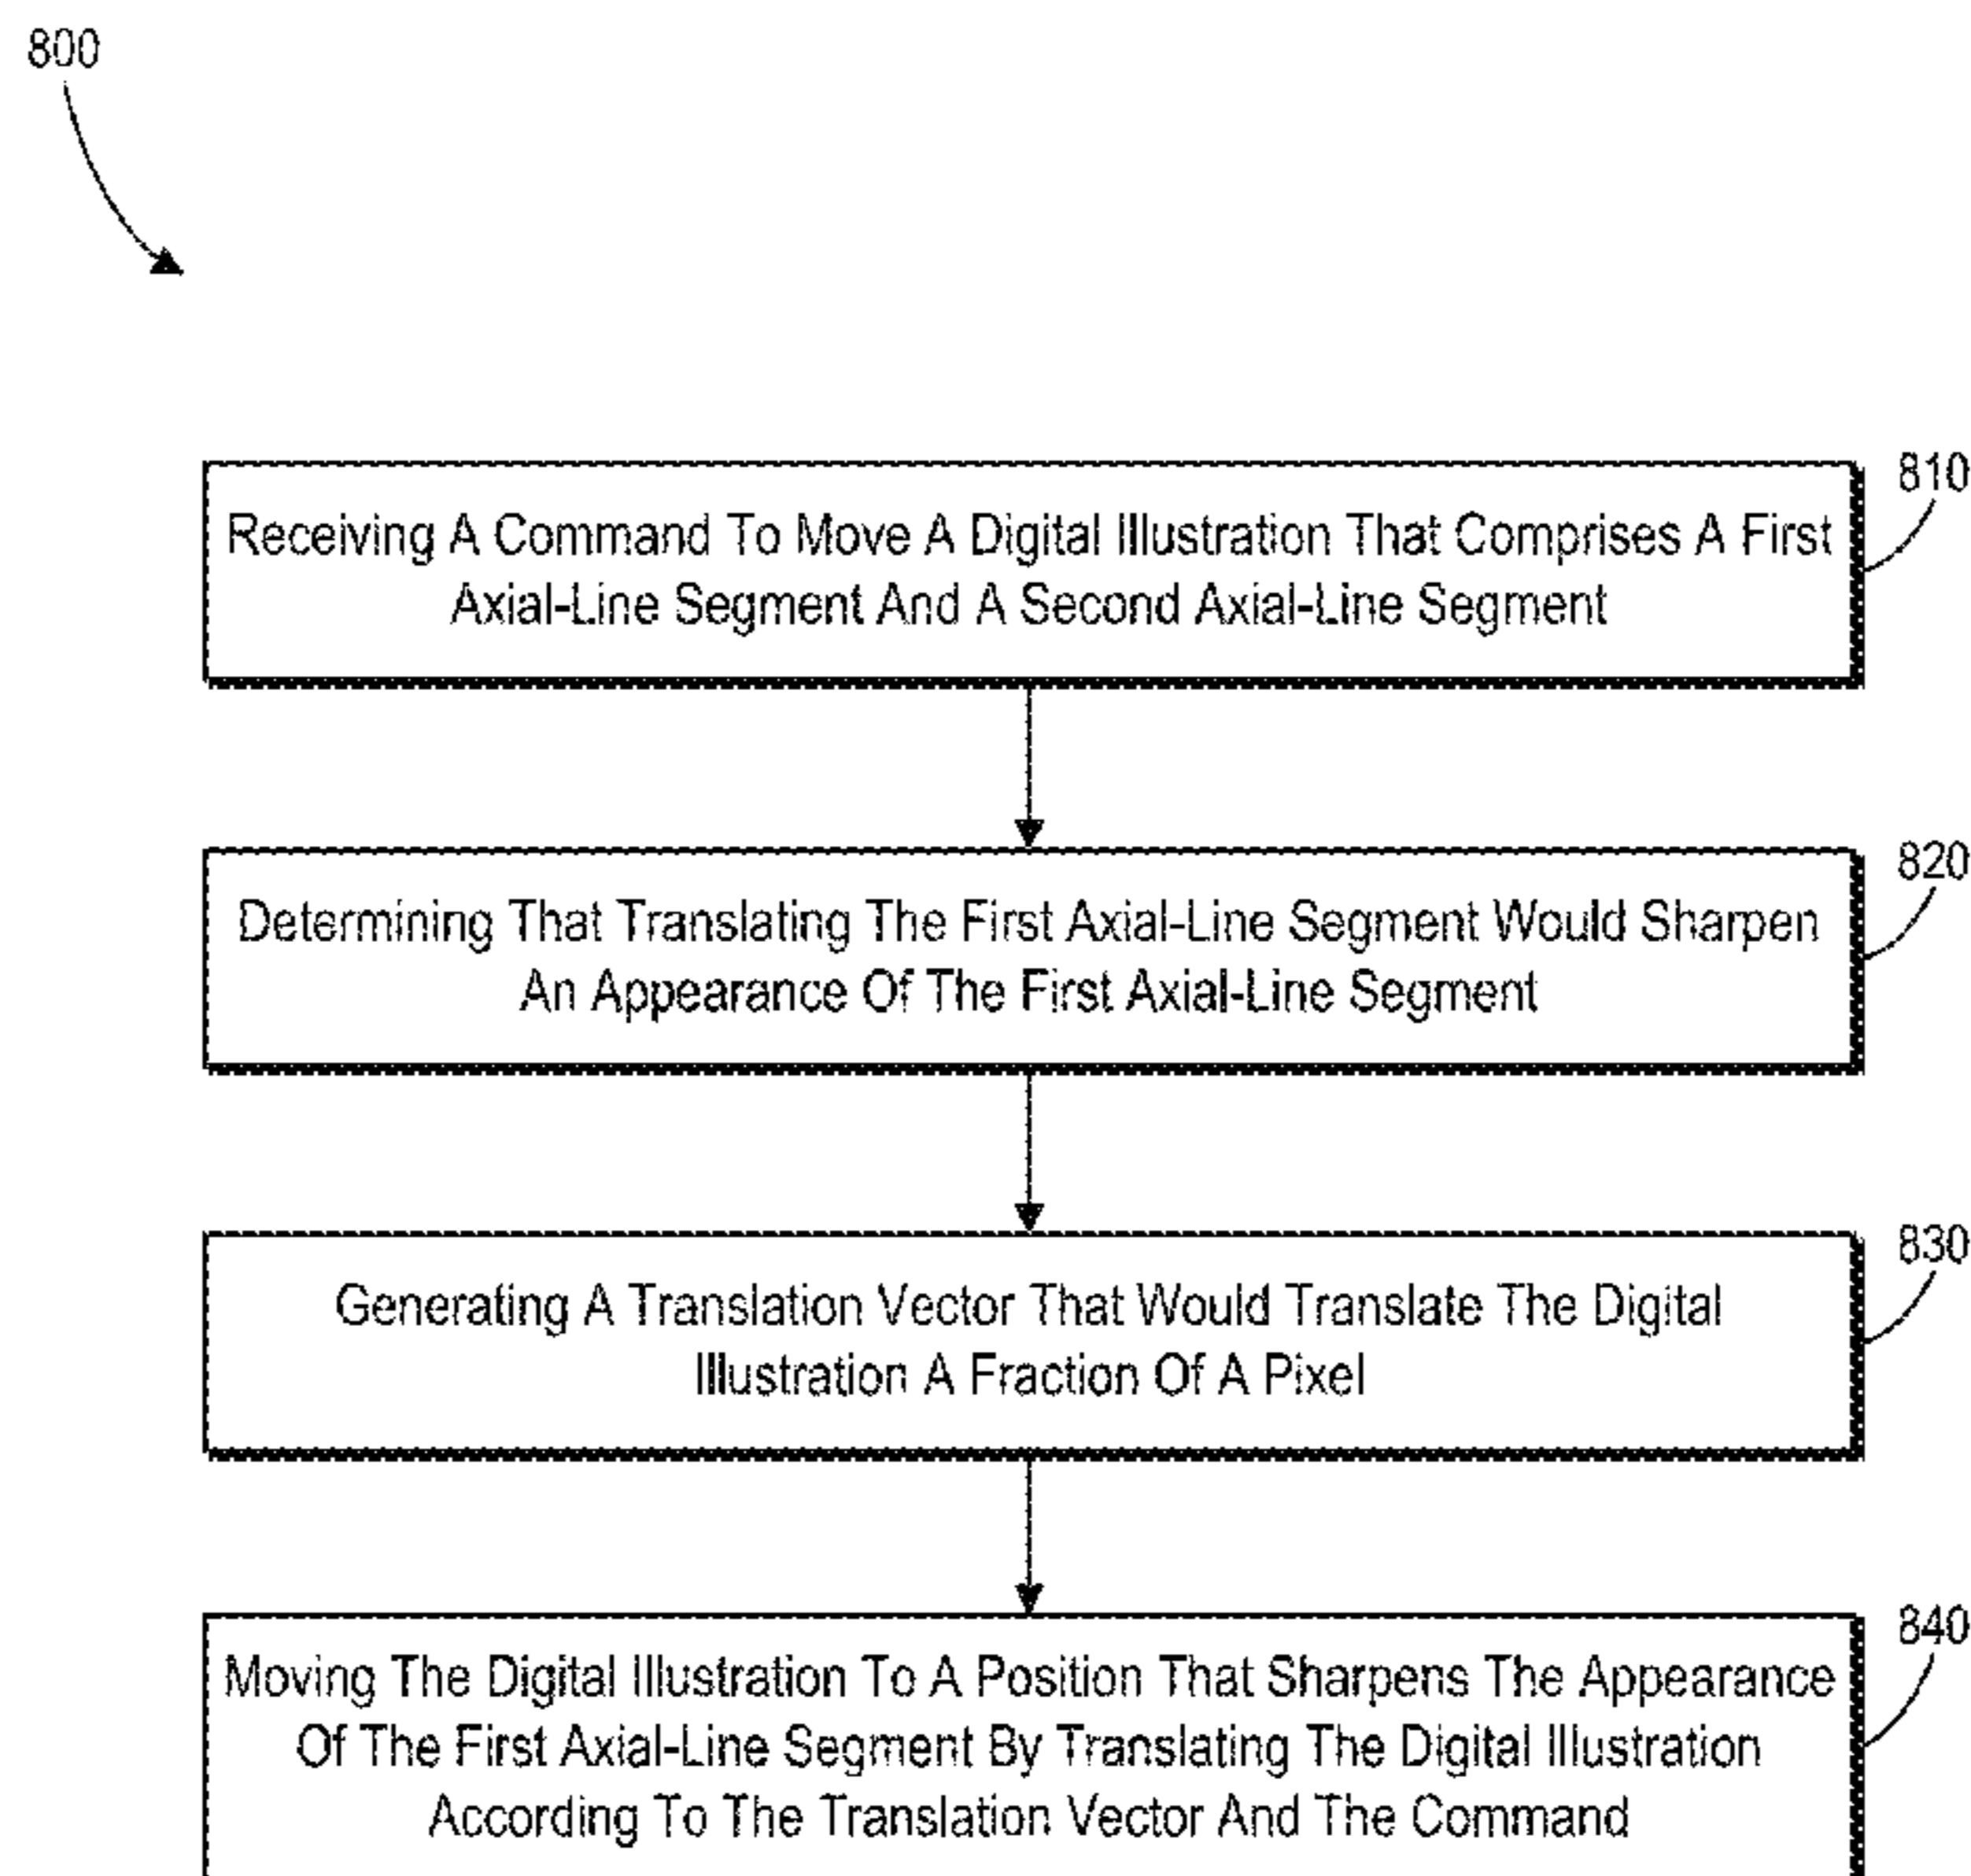 800
810
Receiving A Command To Move A Digital Illustration That Comprises A First
Axial-Line Segment And A Second Axial-Line Segment
820
Determining That Translating The First Axial-Line Segment Would Sharpen
An Appearance Of The First Axial-Line Segment
830
Generating A Translation Vector That Would Translate The Digital
Illustration A Fraction Of A Pixel
840
Moving The Digital Illustration To A Position That Sharpens The Appearance
Of The First Axial-Line Segment By Translating The Digital Illustration
According To The Translation Vector And The Command